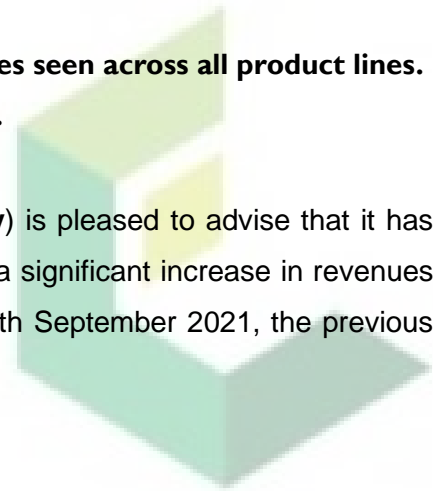 es seen across all product lines.
.
y) is pleased to advise that it has
a significant increase in revenues
th September 2021, the previous